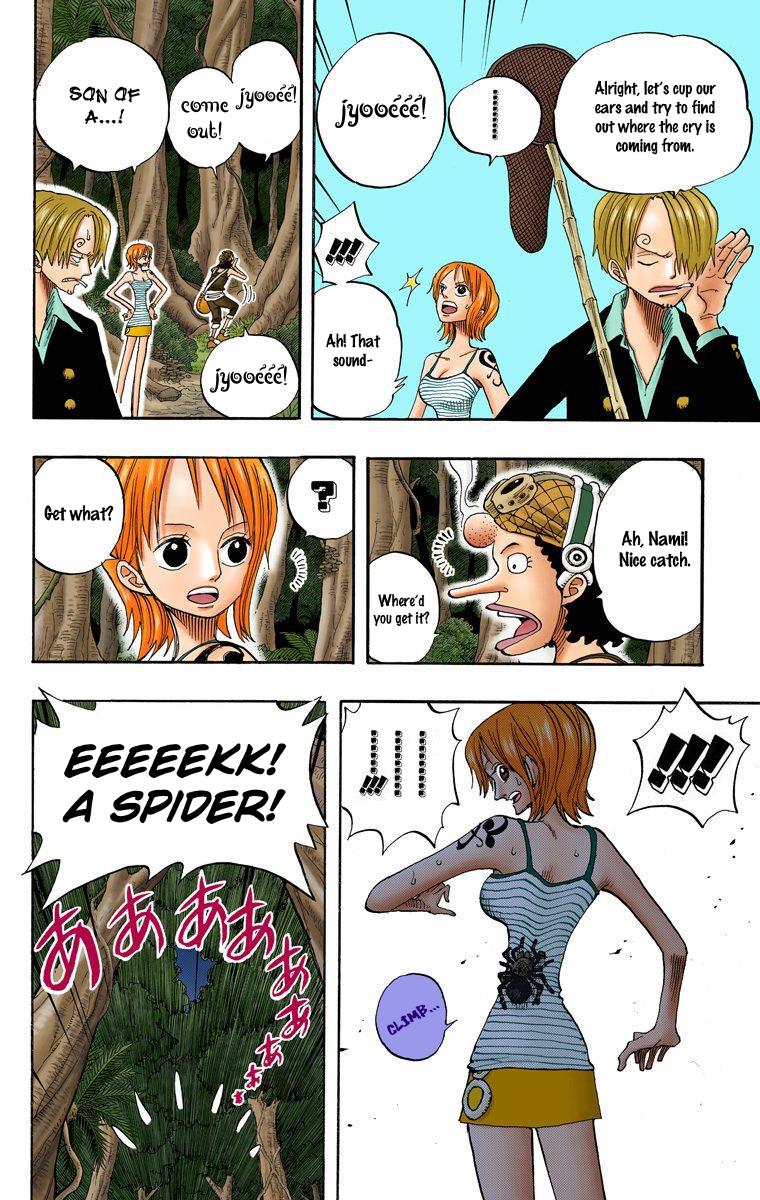 Alright, let's cup our
ears and try to find
out where the cry is
coming from.
!!!!!!!
jyooééé!
!!!
Ah! That
sound-
jyooéé!
come
out!
SON OF
A...!
jyooééé!
Ah, Nami!
Nice catch.
Where'd
you get it?
?
Get what?
!!!!
!!!
CLIMB...
EEEEEKK!
A SPIDER!
あああああああぁぁ